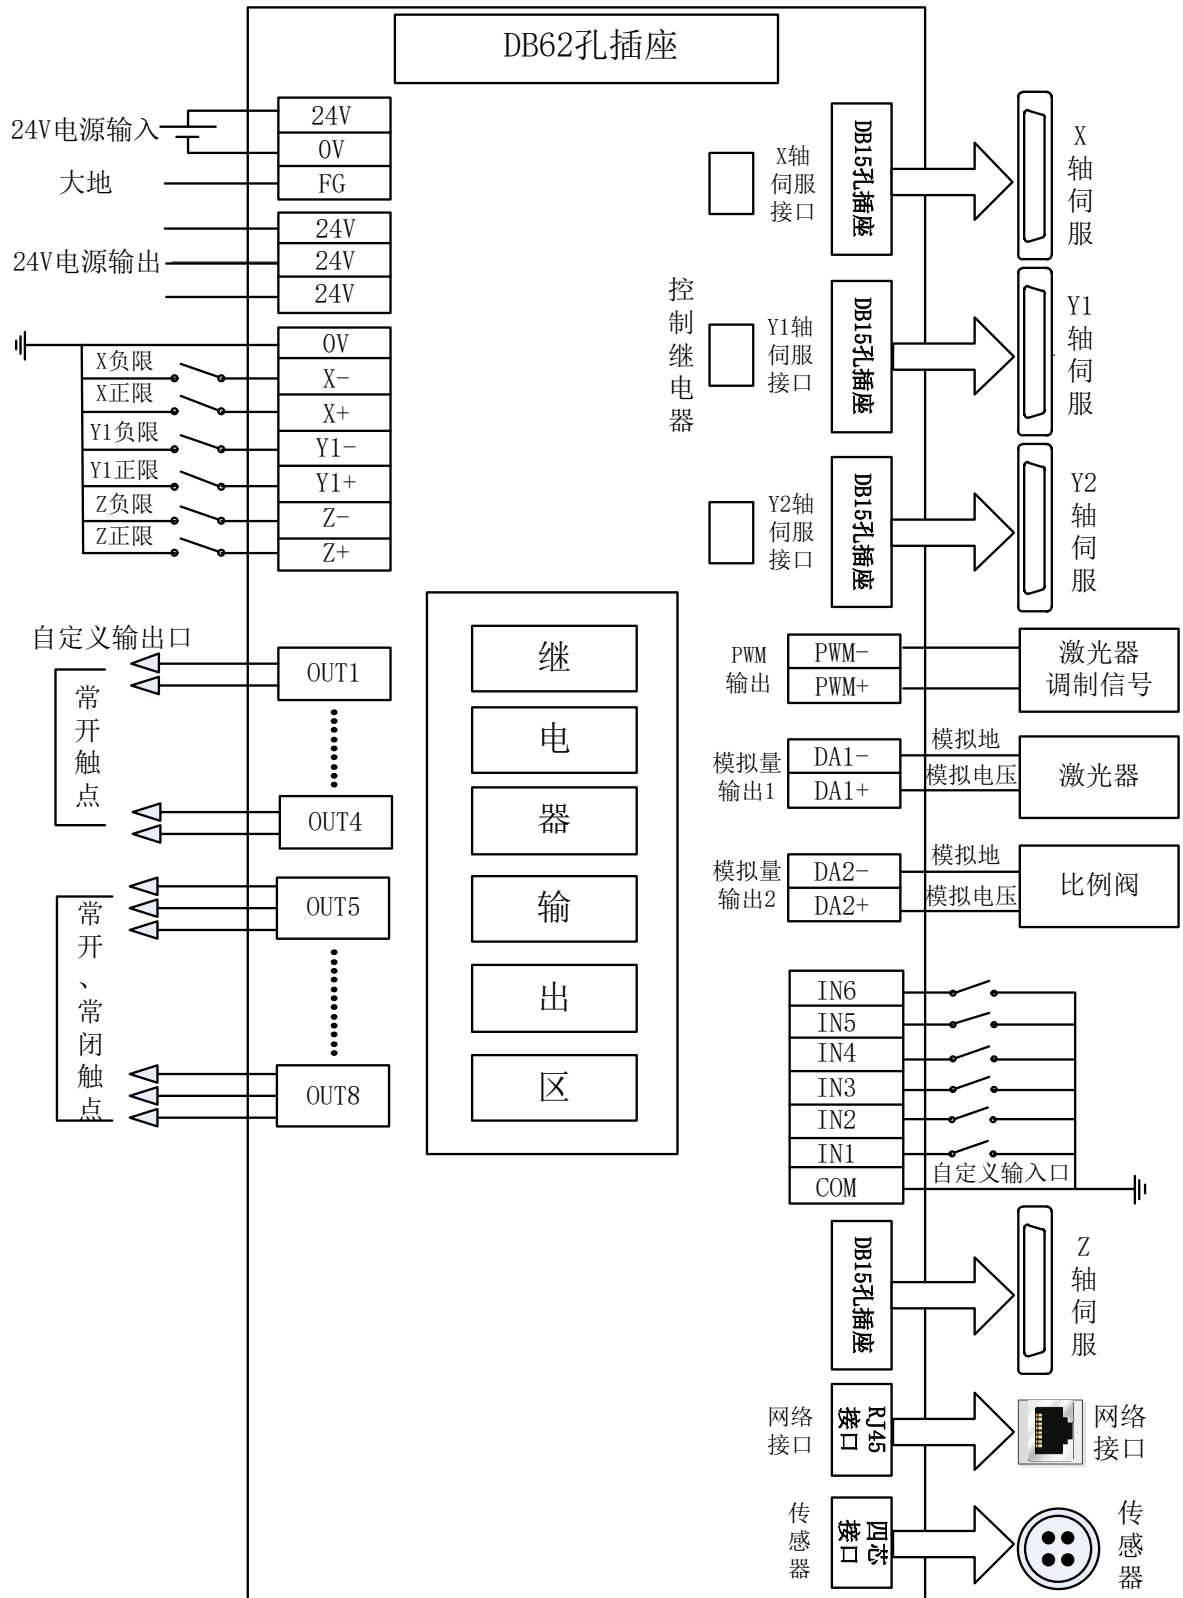 DB62孔插座
24V电源输入
24V
0V
大地
FG
24V
24V电源输出
24V
24V
0V
X负限
X-
X正限
X+
Y1负限
Y1-
Y1正限
Y1+
Z负限
Z-
Z正限
Z+
自定义输出口
常开触点
OUT1
OUT4
常开、常闭触点
OUT5
OUT8
继
电
器
输
出
区
控制继电器
X轴
伺服
接口
DB15孔插座
X轴伺服
Y1轴
伺服
接口
DB15孔插座
Y1轴伺服
Y2轴
伺服
接口
DB15孔插座
Y2轴伺服
PWM
输出
PWM-
PWM+
激光器
调制信号
模拟量
输出1
DA1-
DA1+
模拟地
模拟电压
激光器
模拟量
输出2
DA2-
DA2+
模拟地
模拟电压
比例阀
IN6
IN5
IN4
IN3
IN2
IN1
COM
自定义输入口
DB15孔插座
Z轴伺服
网络
接口
RJ45
接口
网络
接口
传感器
四芯
接口
传感器